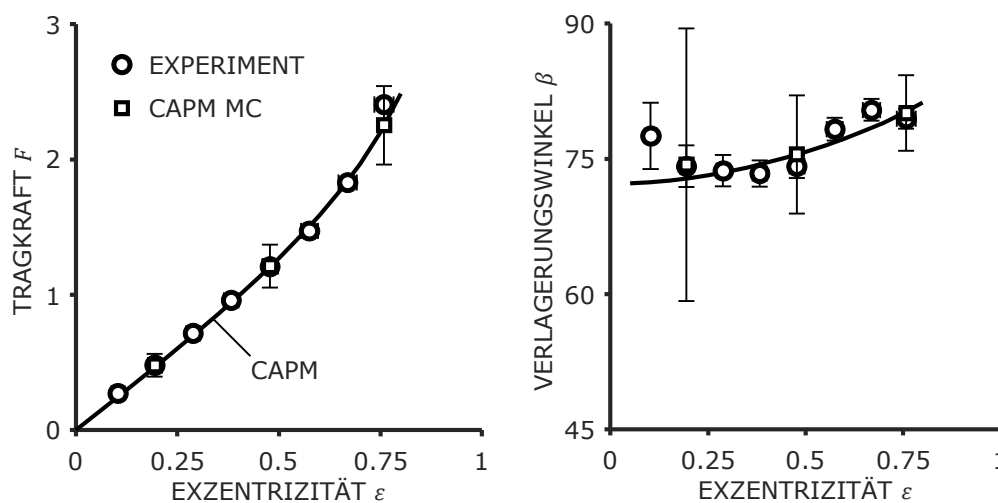 3
2
1
0
TRAGKRAFT F
EXPERIMENT
CAPM MC
CAPM
0
0.25
0.5
0.75
1
EXZENTRIZITÄT ε
90
75
60
45
VERLAGERUNGSWINKEL β
0
0.25
0.5
0.75
1
EXZENTRIZITÄT ε